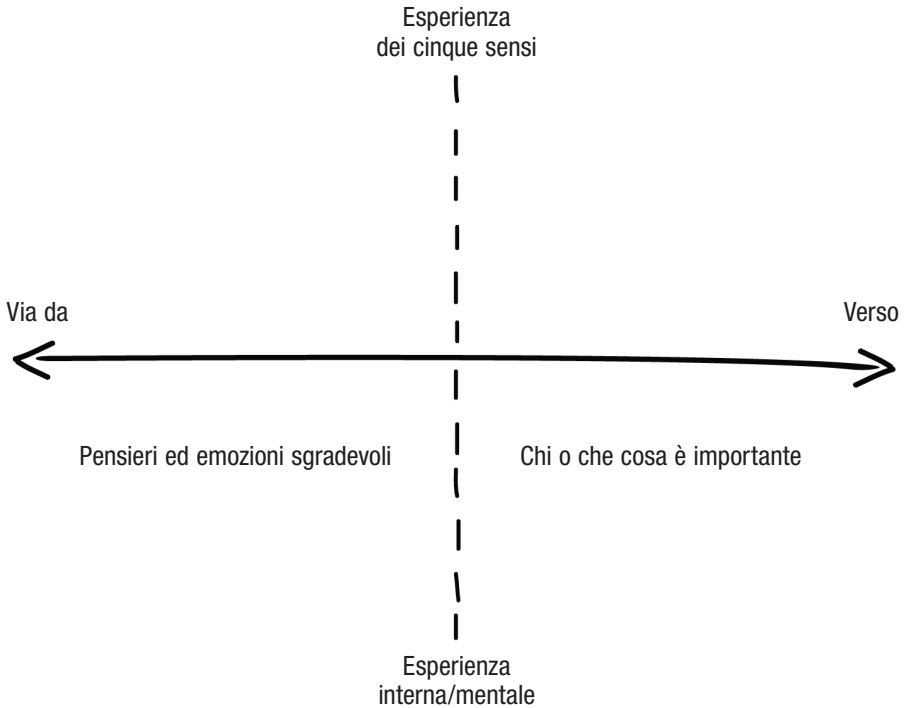 Esperienza
dei cinque sensi
Via da
Verso
Pensieri ed emozioni sgradevoli
Chi o che cosa è importante
Esperienza
interna/mentale